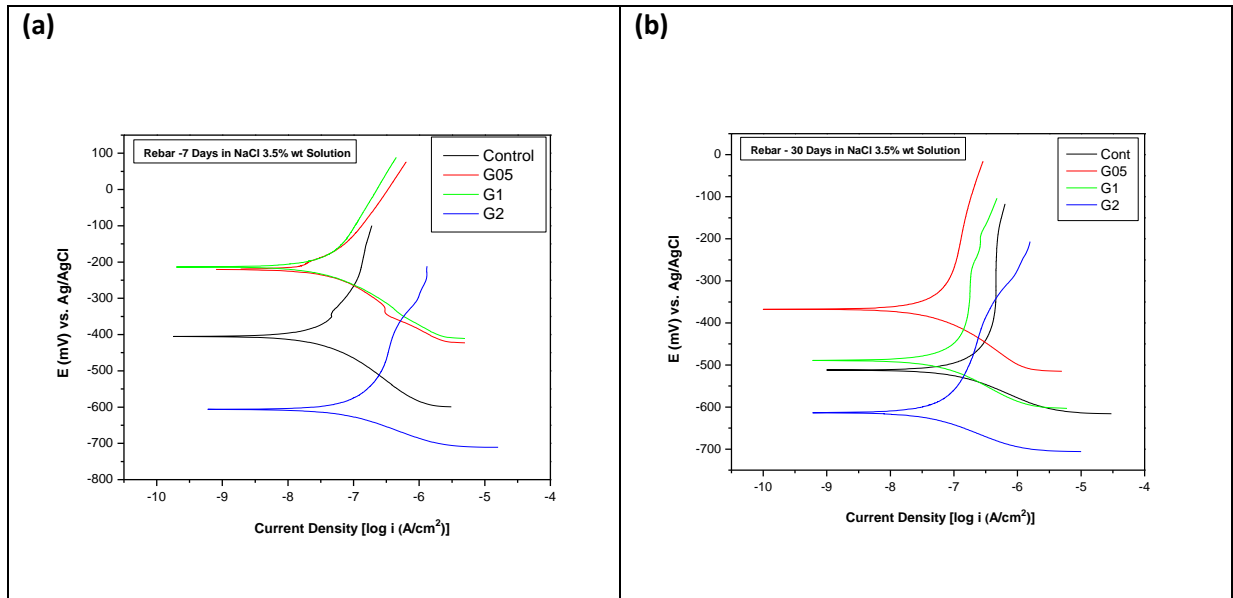 (a)
Rebar -7 Days in NaCl 3.5% wt Solution
Control
G05
G1
G2
100
0
-100
-200
-300
-400
-500
-600
-700
-800
E (mV) vs. Ag/AgCl
-10 -9 -8 -7 -6 -5 -4
Current Density [log i (A/cm²)]
(b)
Rebar - 30 Days in NaCl 3.5% wt Solution
Cont
G05
G1
G2
0
-100
-200
-300
-400
-500
-600
-700
E (mV) vs. Ag/AgCl
-10 -9 -8 -7 -6 -5 -4
Current Density [log i (A/cm²)]